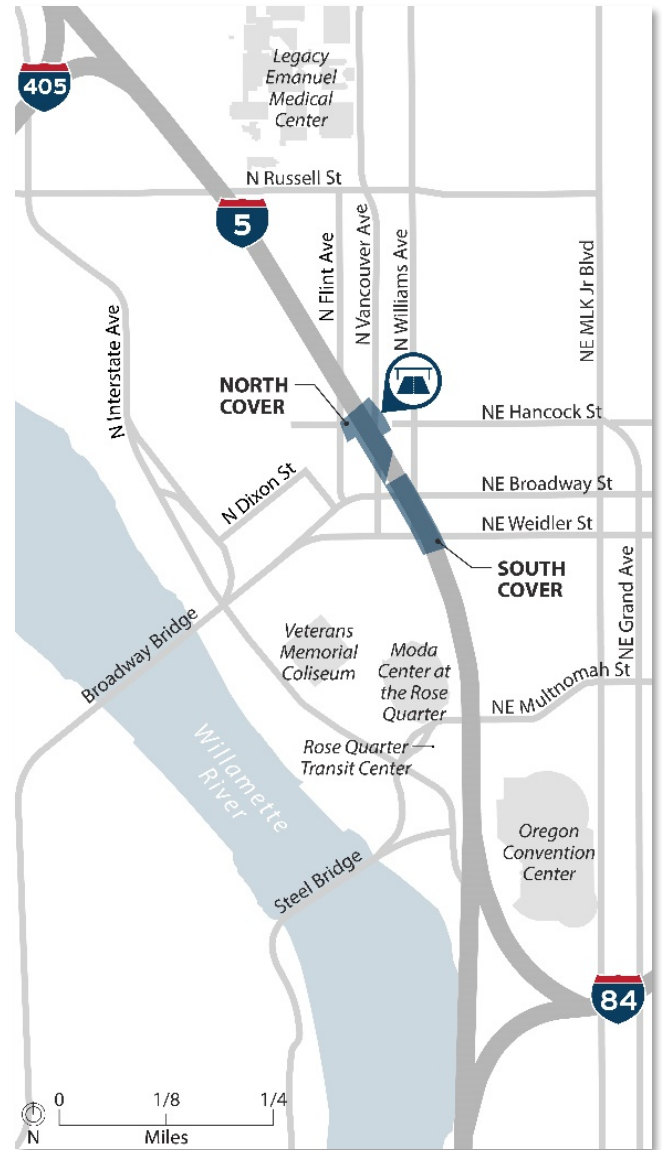 405
Legacy
Emanuel
Medical
Center
N Russell St
5
N Flint Ave
N Vancouver Ave
N Williams Ave
NE MLK Jr Blvd
N Interstate Ave
NORTH
COVER
NE Hancock St
N Dixon St
NE Broadway St
NE Weidler St
SOUTH
COVER
NE Grand Ave
Broadway Bridge
Veterans
Memorial
Coliseum
Moda
Center at
the Rose
Quarter
NE Multnomah St
Rose Quarter
Transit Center
Willamette
River
Oregon
Convention
Center
Steel Bridge
84
0 1/8 1/4
N
Miles